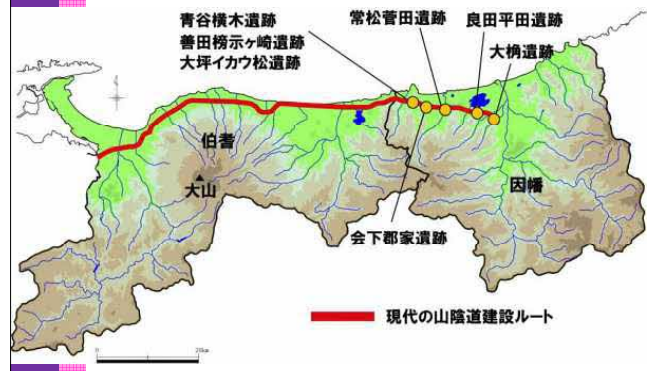 青谷横木遺跡
善田榜示ヶ崎遺跡
大坪イカウ松遺跡
常松菅田遺跡
良田平田遺跡
大桷遺跡
伯耆
大山
因幡
会下郡家遺跡
現代の山陰道建設ルート